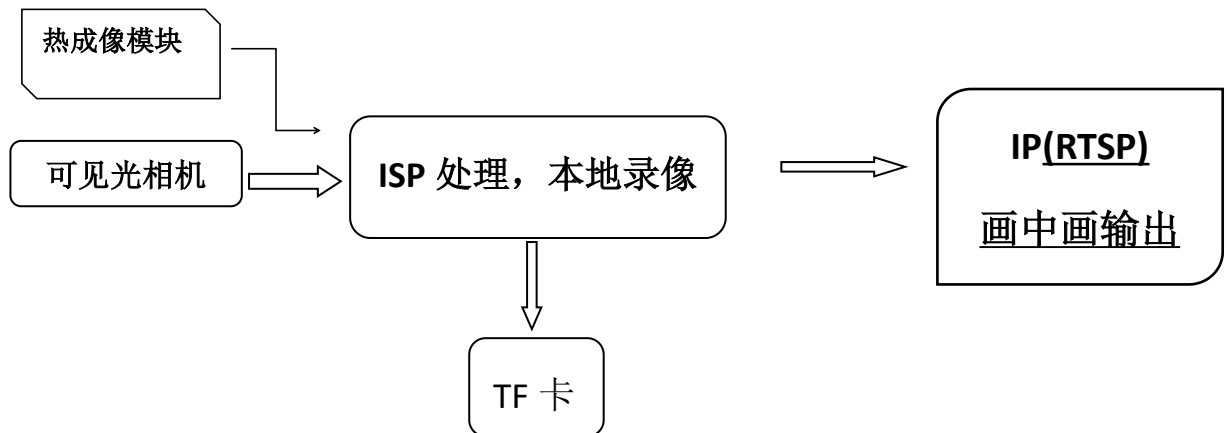 热成像模块
可见光相机
ISP 处理，本地录像
IP(RTSP)
画中画输出
TF 卡